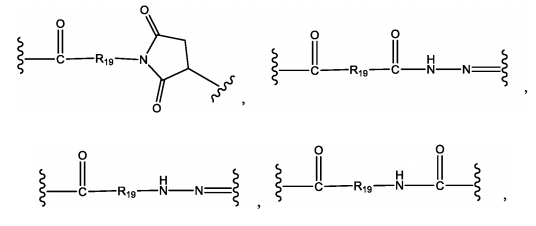 O O O O
C R19 N O C R19 C H N N ,
,
O O O
C R19 H N N , C R19 H N C ,